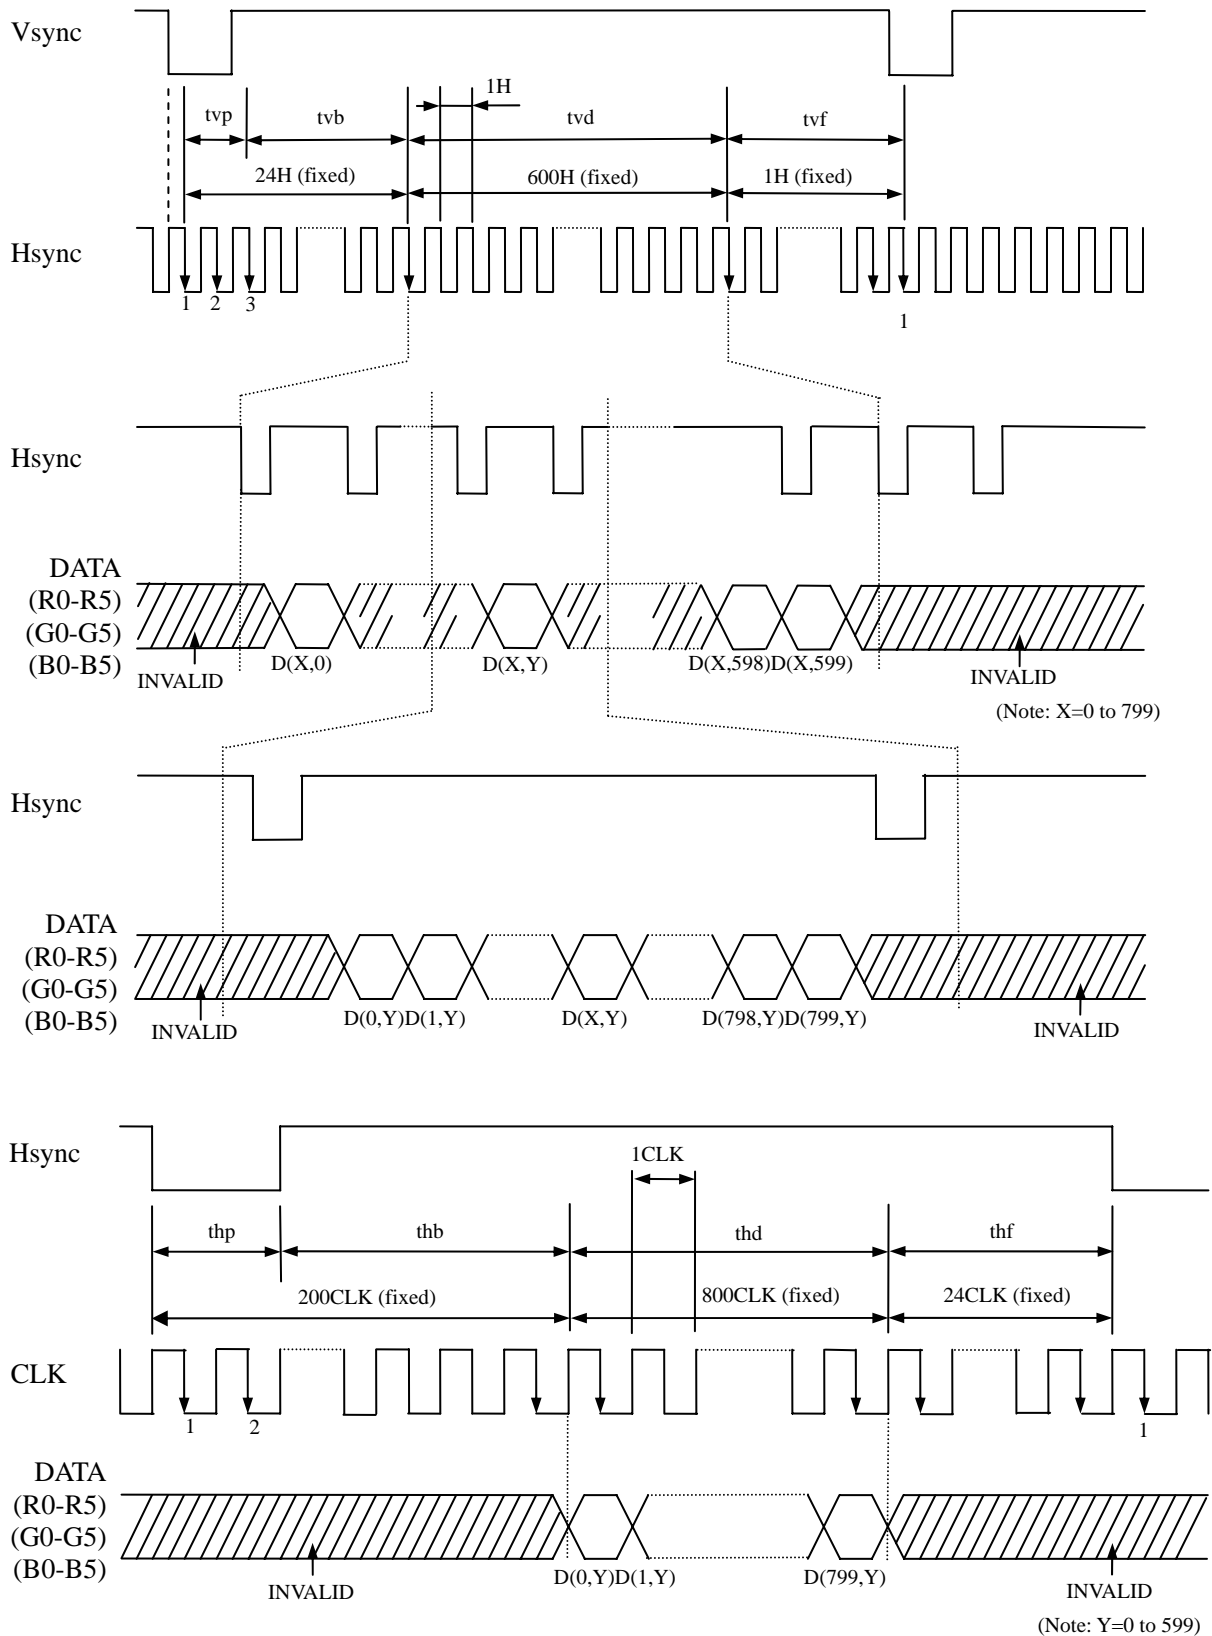 Vsync
1H
tvp tvb tvd tvf
24H (fixed) 600H (fixed) 1H (fixed)
Hsync
1 2 3 1
Hsync
DATA
(R0-R5)
(G0-G5)
(B0-B5)
D(X,0) D(X,Y) D(X,598)D(X,599)
INVALID INVALID
(Note: X=0 to 799)
Hsync
DATA
(R0-R5)
(G0-G5)
(B0-B5)
D(0,Y)D(1,Y) D(X,Y) D(798,Y)D(799,Y)
INVALID INVALID
Hsync
1CLK
thp thb thd thf
200CLK (fixed) 800CLK (fixed) 24CLK (fixed)
CLK
1 2 1
DATA
(R0-R5)
(G0-G5)
(B0-B5)
D(0,Y)D(1,Y) D(799,Y)
INVALID INVALID
(Note: Y=0 to 599)